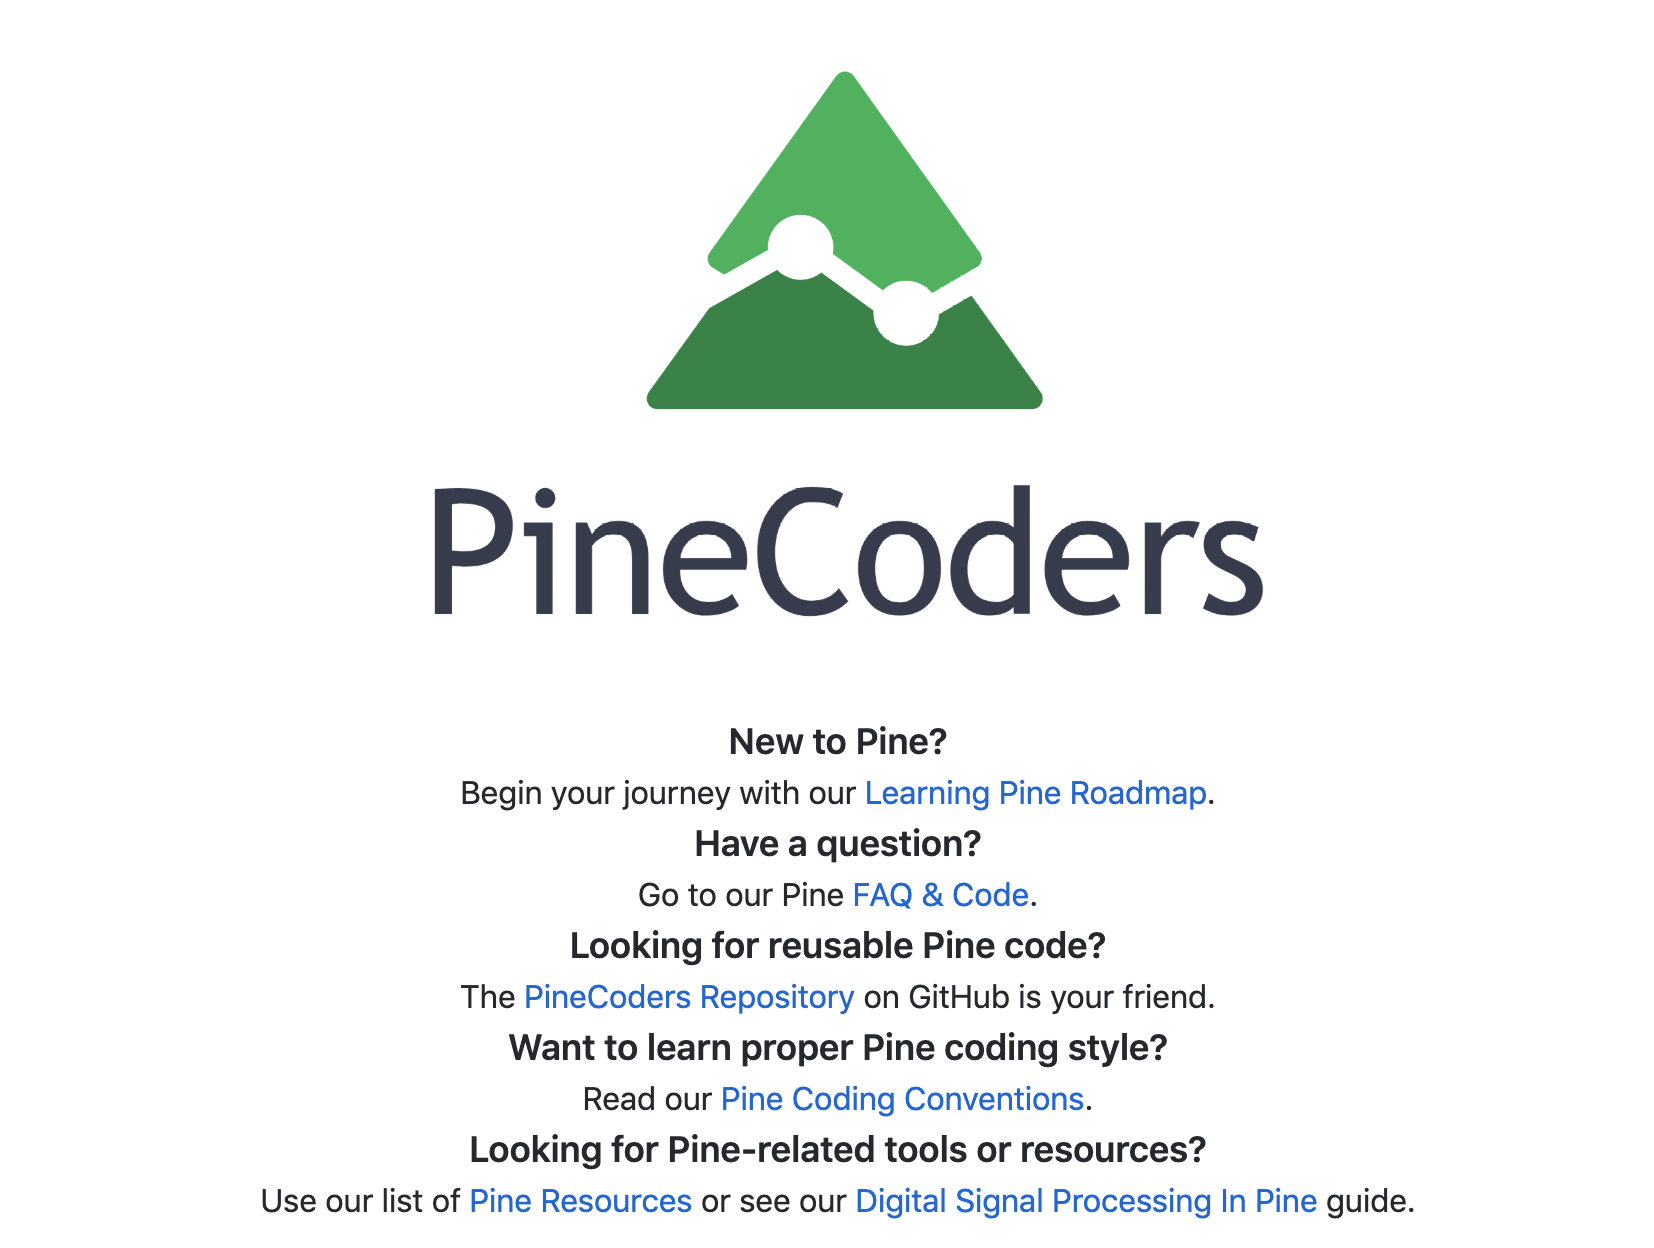 PineCoders
New to Pine?
Begin your journey with our Learning Pine Roadmap.
Have a question?
Go to our Pine FAQ & Code.
Looking for reusable Pine code?
The PineCoders Repository on GitHub is your friend.
Want to learn proper Pine coding style?
Read our Pine Coding Conventions.
Looking for Pine-related tools or resources?
Use our list of Pine Resources or see our Digital Signal Processing In Pine guide.